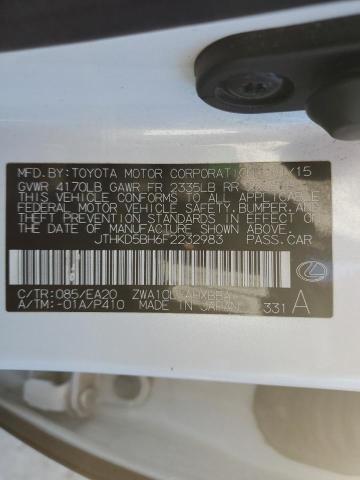 MFD.BY:TOYOTA MOTOR CORPORATION /15
GVWR 4170LB GAWR FR 2335LB RR
THIS VEHICLE CONFORMS TO ALL APPLICABLE
FEDERAL MOTOR VEHICLE SAFETY,BUMPER,AND
THEFT PREVENTION STANDARDS IN EFFECT ON
THE DATE OF MANUFACTURE SHOWN ABOVE.
JTHKD5BH6F2232983 PASS.CAR
C/TR:085/EA20
A/TM:-01A/P410 MADE IN JAPAN 331 A